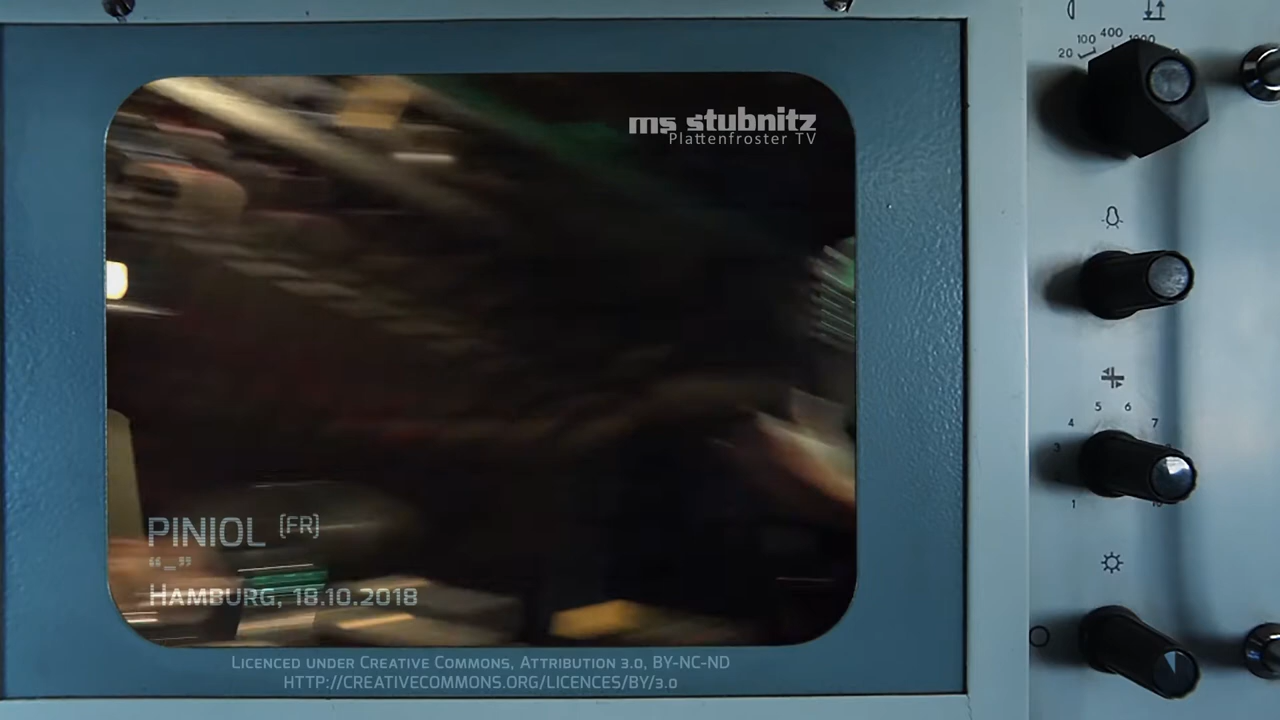 20 100 400 1000
ms stubnitz
Plattenfroster TV
5 6
4 7
3
1 10
PINIOL [FR]
“_”
HAMBURG, 18.10.2018
LICENCED UNDER CREATIVE COMMONS, ATTRIBUTION 3.0, BY-NC-ND
HTTP://CREATIVECOMMONS.ORG/LICENCES/BY/3.0